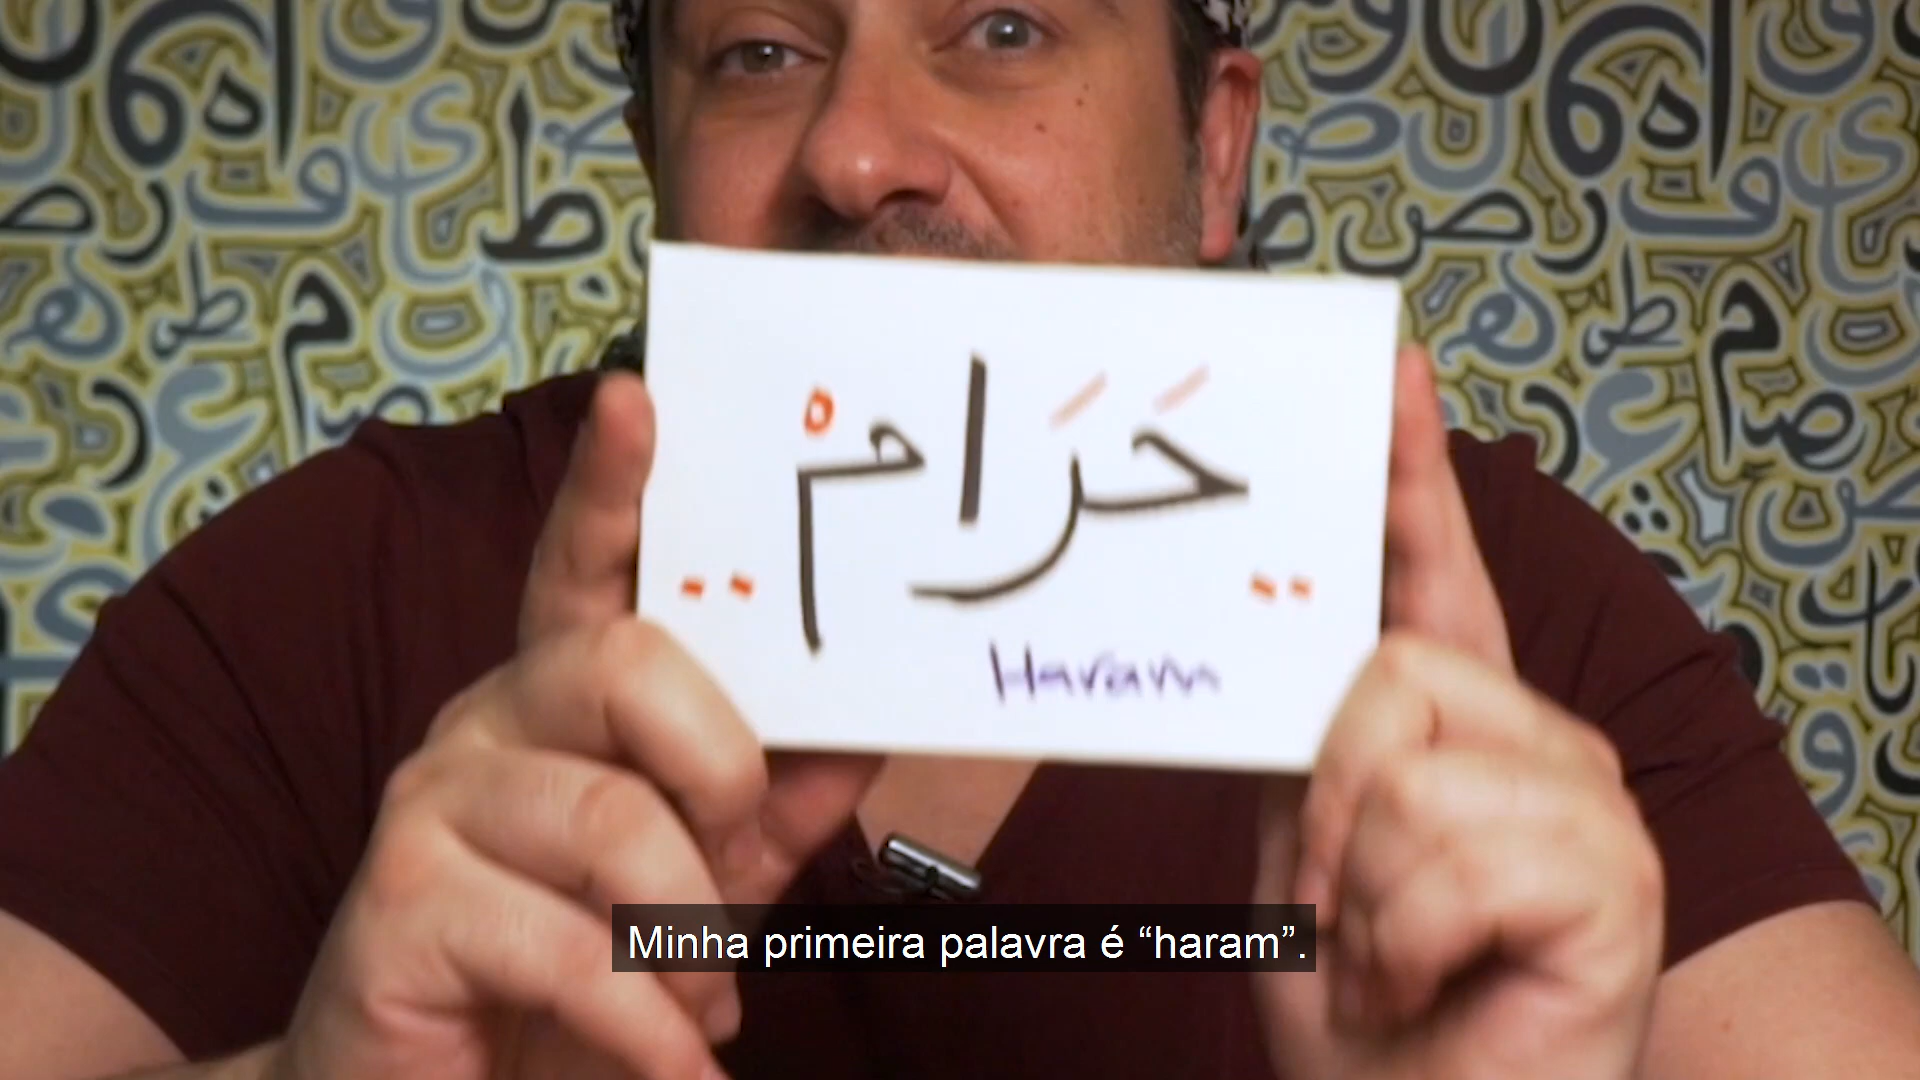 حَرَامْ
Haram
Minha primeira palavra é “haram”.